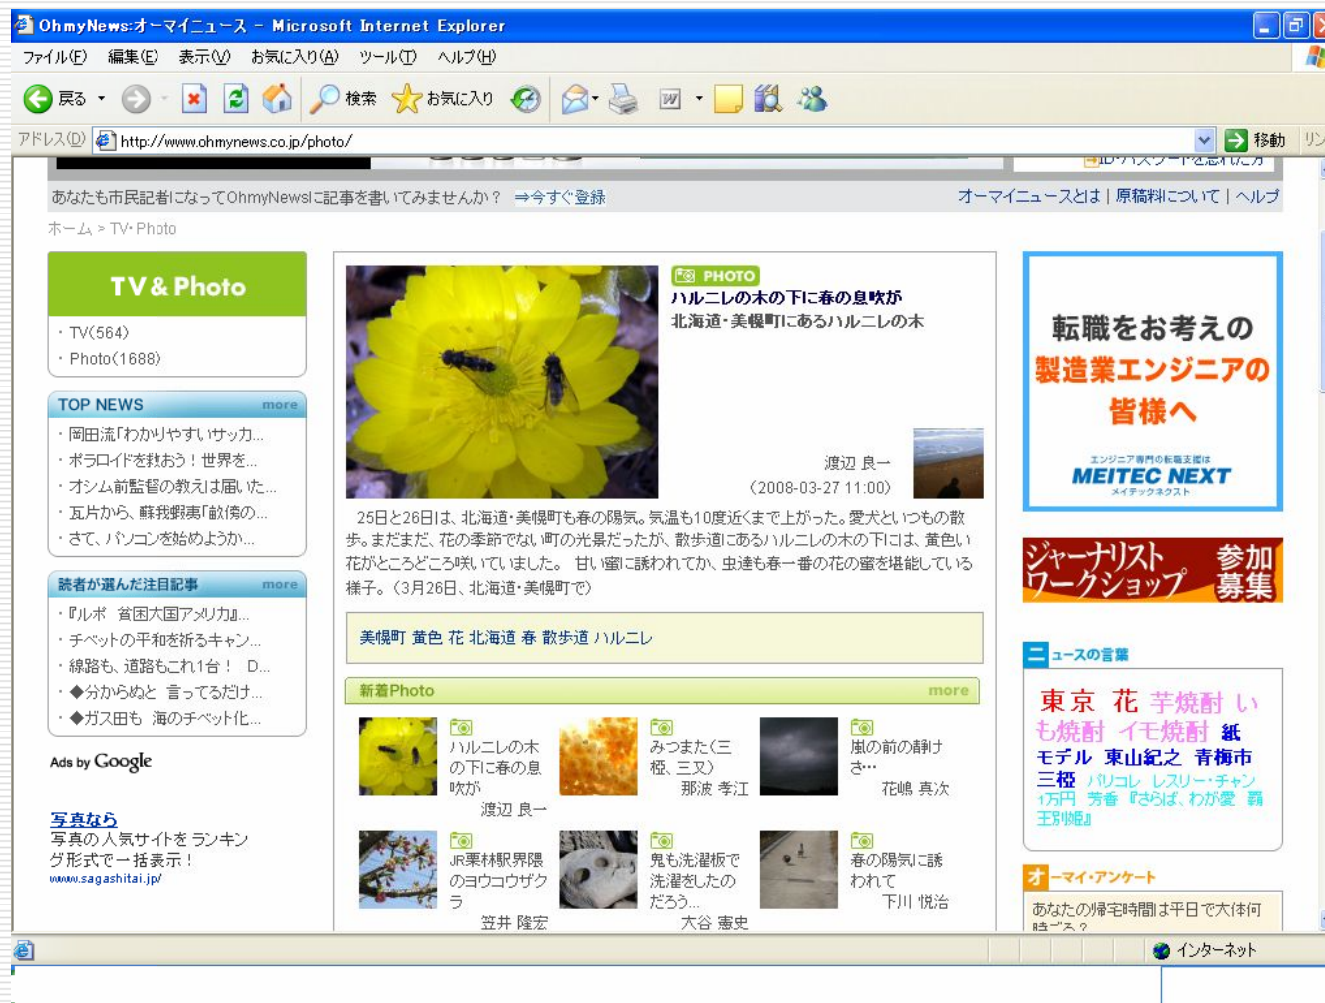 OhmyNews:オーマイニュース - Microsoft Internet Explorer
ファイル(F) 編集(E) 表示(V) お気に入り(A) ツール(T) ヘルプ(H)
戻る 検索 お気に入り
アドレス(D) http://www.ohmynews.co.jp/photo/ 移動 リン
ID・パスワードを忘れた方
あなたも市民記者になってOhmyNewsに記事を書いてみませんか? ⇒今すぐ登録
オーマイニュースとは | 原稿料について | ヘルプ
ホーム > TV・Photo
TV & Photo
・TV(564)
・Photo(1688)
TOP NEWS more
・岡田流「わかりやすいサッカ...
・ポラロイドを救おう!世界を...
・オシム前監督の教えは届いた...
・瓦片から、蘇我蝦夷「畝傍の...
・さて、パソコンを始めようか...
読者が選んだ注目記事 more
・『ルポ 貧困大国アメリカ』...
・チベットの平和を祈るキャン...
・線路も、道路もこれ1台! D...
・◆分からぬと 言ってるだけ...
・◆ガス田も 海のチベット化...
Ads by Google
写真なら
写真の人気サイトをランキン
グ形式で一括表示!
www.sagashitai.jp/
PHOTO
ハルニレの木の下に春の息吹が
北海道・美幌町にあるハルニレの木
渡辺 良一
(2008-03-27 11:00)
25日と26日は、北海道・美幌町も春の陽気。気温も10度近くまで上がった。愛犬といつもの散
歩。まだまだ、花の季節でない町の光景だったが、散歩道にあるハルニレの木の下には、黄色い
花がところどころ咲いていました。 甘い蜜に誘われてか、虫達も春一番の花の蜜を堪能している
様子。(3月26日、北海道・美幌町で)
美幌町 黄色 花 北海道 春 散歩道 ハルニレ
新着Photo more
ハルニレの木
の下に春の息
吹が
渡辺 良一
みつまた(三
椏、三又)
那波 孝江
嵐の前の静け
さ…
花嶋 真次
JR栗林駅界隈
のヨウコウザク
ラ
笠井 隆宏
鬼も洗濯板で
洗濯をしたの
だろう...
大谷 憲史
春の陽気に誘
われて
下川 悦治
転職をお考えの
製造業エンジニアの
皆様へ
エンジニア専門の転職支援は
MEITEC NEXT
メイテックネクスト
ジャーナリスト
ワークショップ
参加
募集
ニュースの言葉
東京 花 芋焼酎 い
も焼酎 イモ焼酎 紙
モデル 東山紀之 青梅市
三椏 パリコレ レスリー・チャン
1万円 芳香 『さらば、わが愛 覇
王別姫』
オーマイ・アンケート
あなたの帰宅時間は平日で大体何
時ごろ?
インターネット